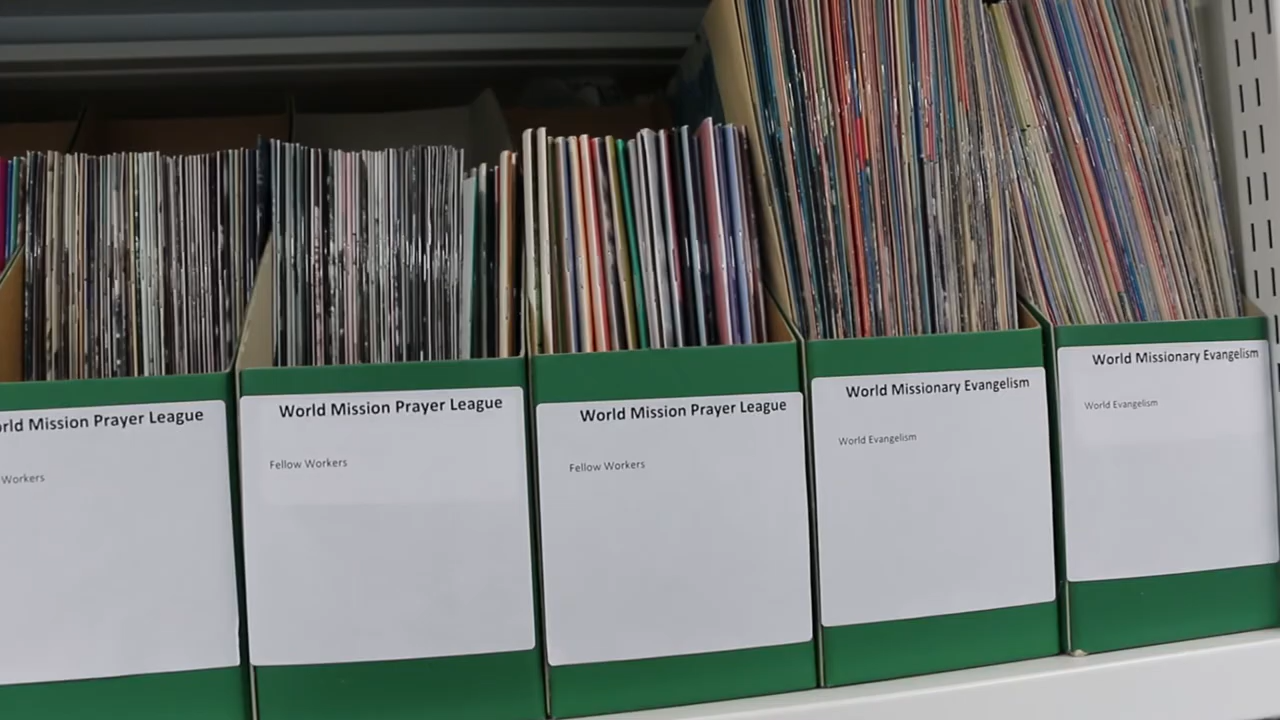 rld Mission Prayer League
Workers
World Mission Prayer League
Fellow Workers
World Mission Prayer League
Fellow Workers
World Missionary Evangelism
World Evangelism
World Missionary Evangelism
World Evangelism